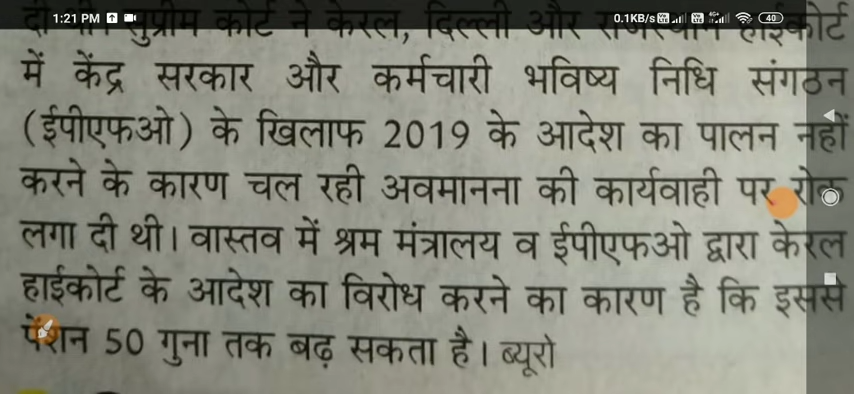 1:21 PM
0.1KB/s
40
सुप्रीम कोर्ट ने केरल, दिल्ली और राजस्थान हाईकोर्ट
में केंद्र सरकार और कर्मचारी भविष्य निधि संगठन
(ईपीएफओ) के खिलाफ 2019 के आदेश का पालन नहीं
करने के कारण चल रही अवमानना की कार्यवाही पर रोक
लगा दी थी। वास्तव में श्रम मंत्रालय व ईपीएफओ द्वारा केरल
हाईकोर्ट के आदेश का विरोध करने का कारण है कि इससे
पेंशन 50 गुना तक बढ़ सकता है। ब्यूरो